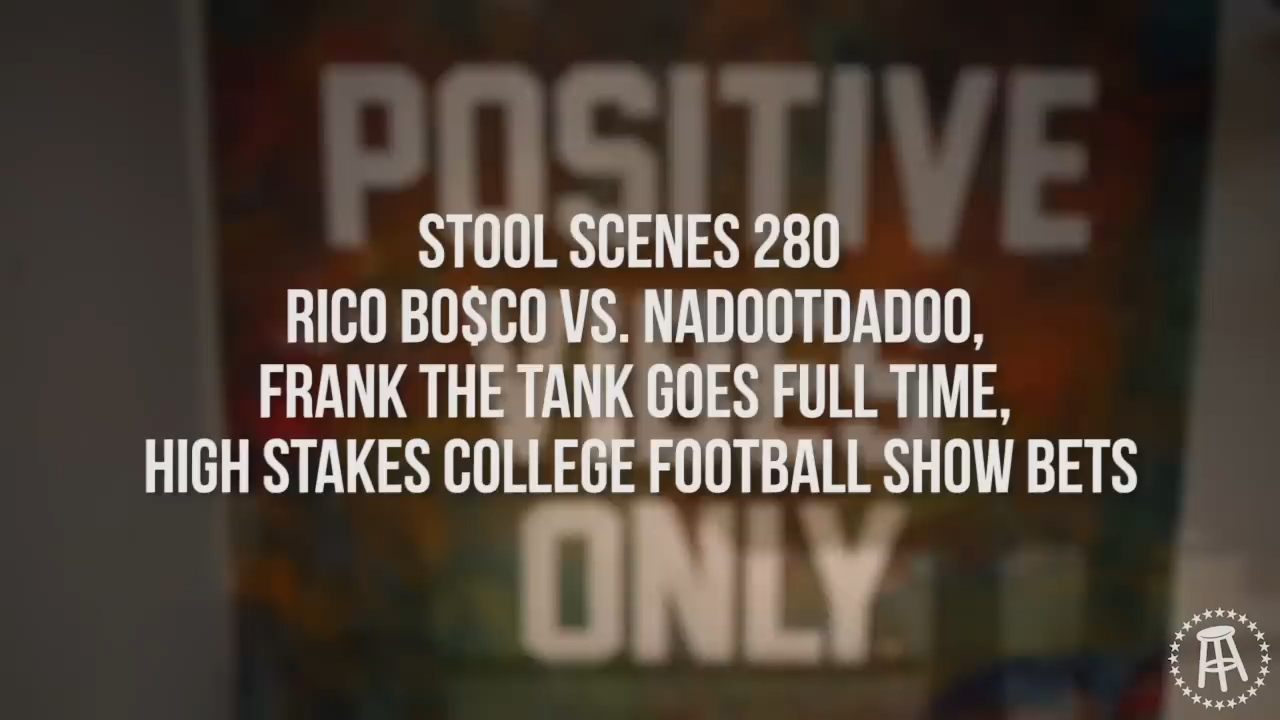 POSITIVE
STOOL SCENES 280
RICO BO$CO VS. NADOOTDADOO,
FRANK THE TANK GOES FULL TIME,
HIGH STAKES COLLEGE FOOTBALL SHOW BETS
ONLY